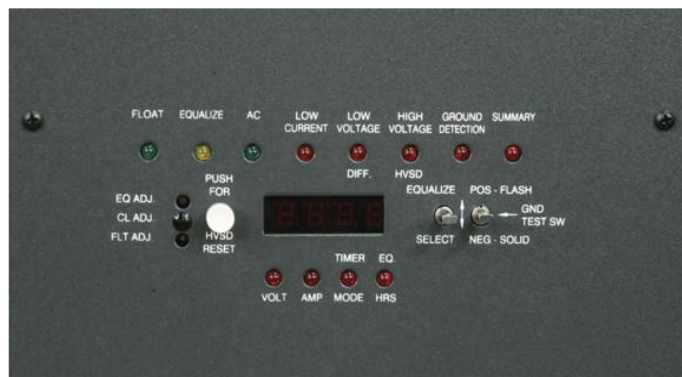 FLOAT EQUALIZE AC LOW CURRENT LOW VOLTAGE HIGH VOLTAGE GROUND DETECTION SUMMARY
DIFF. HVSD
EQ ADJ.
CL ADJ.
FLT ADJ.
PUSH
FOR
HVSD
RESET
EQUALIZE POS - FLASH
GND
TEST SW
SELECT NEG - SOLID
TIMER EQ.
VOLT AMP MODE HRS